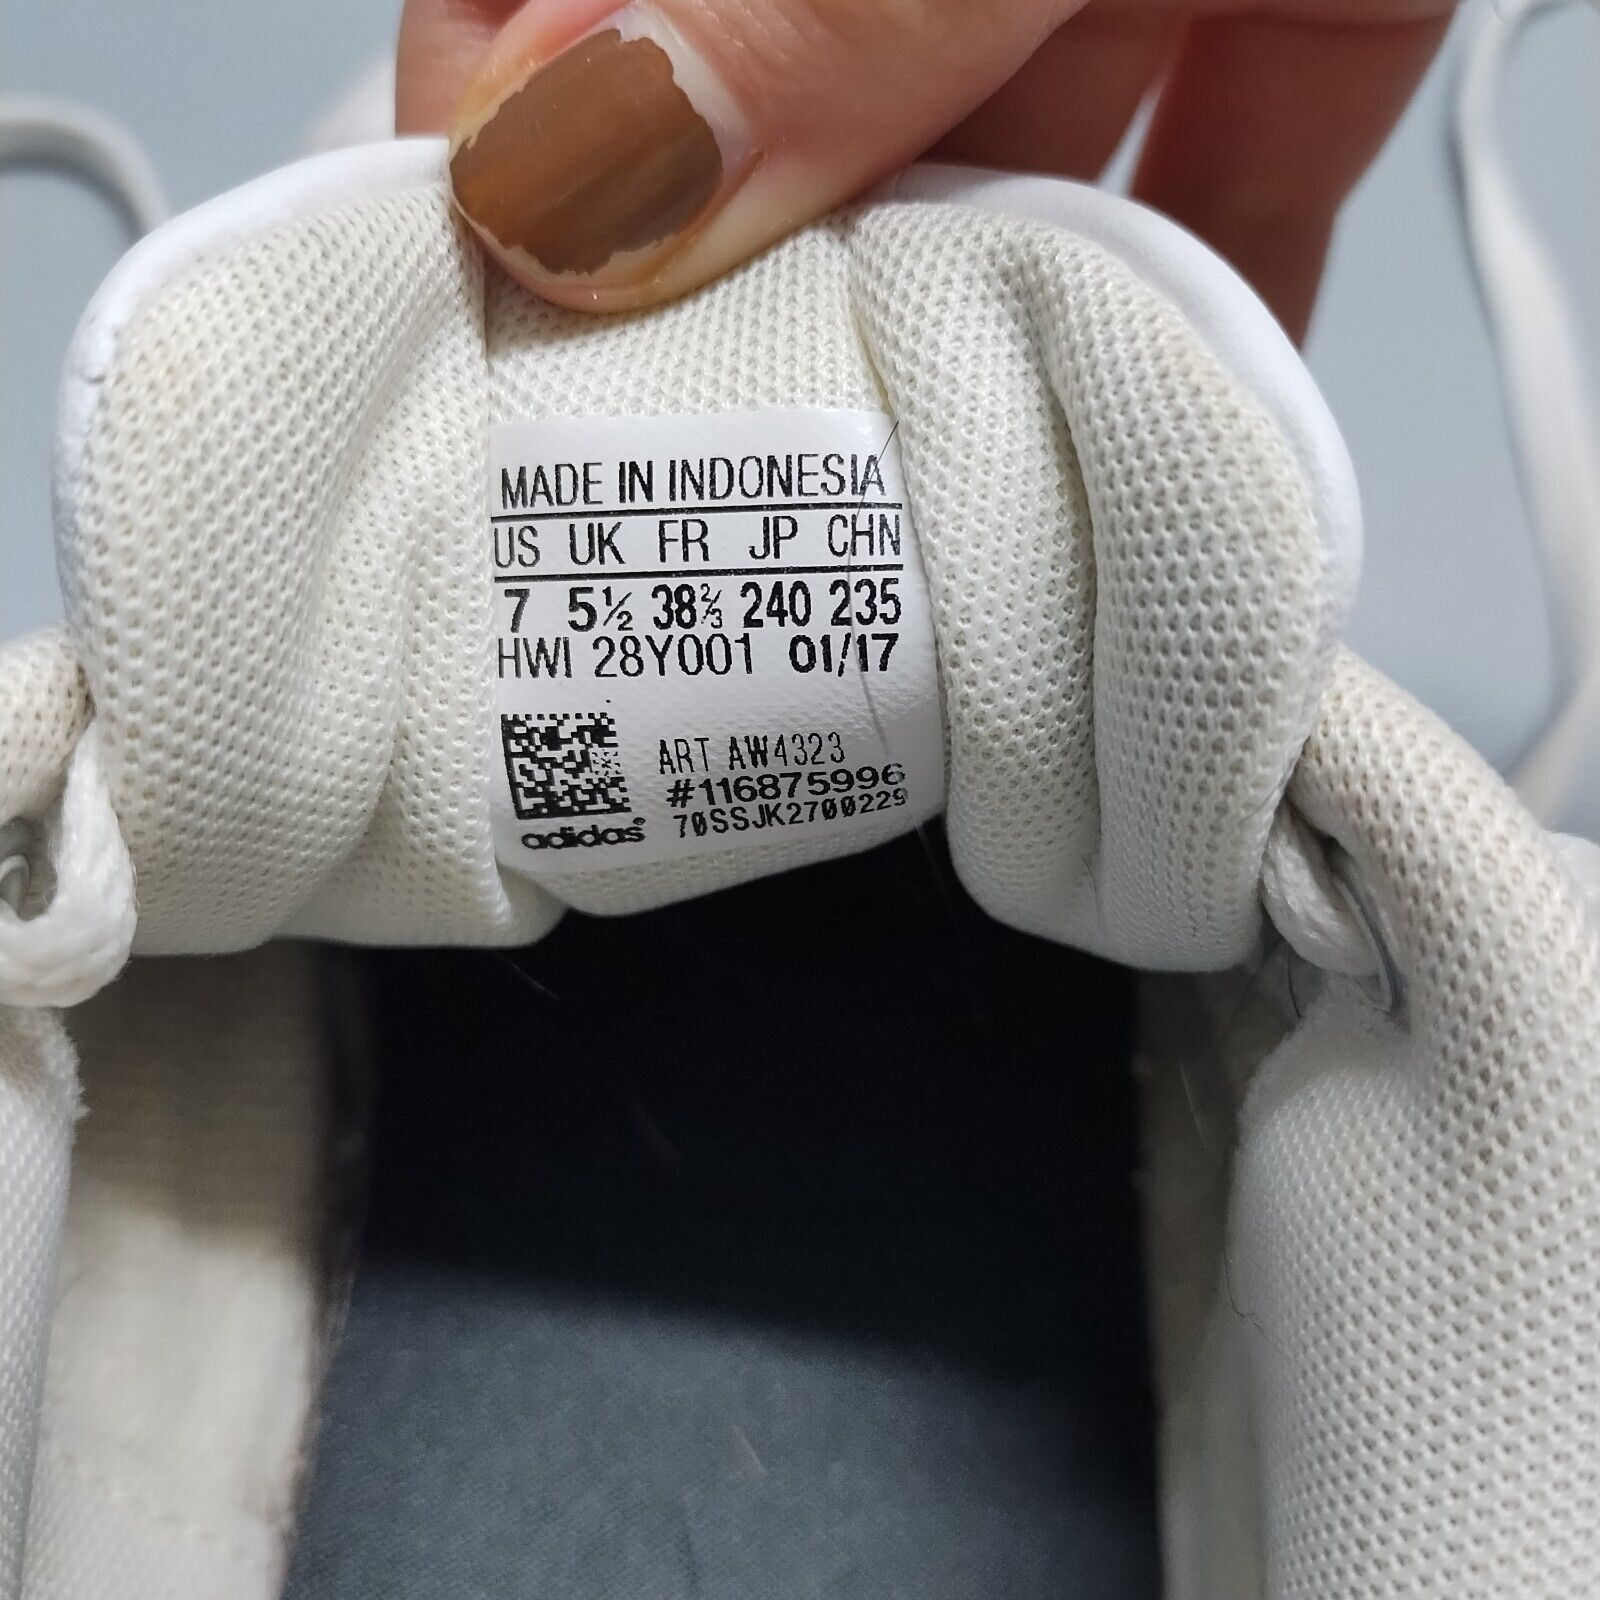 MADE IN INDONESIA
US UK FR JP CHN
7 5½ 38⅔ 240 235
HWI 28Y001 01/17
ART AW4323
#116875996
adidas® 70SSJK2700229